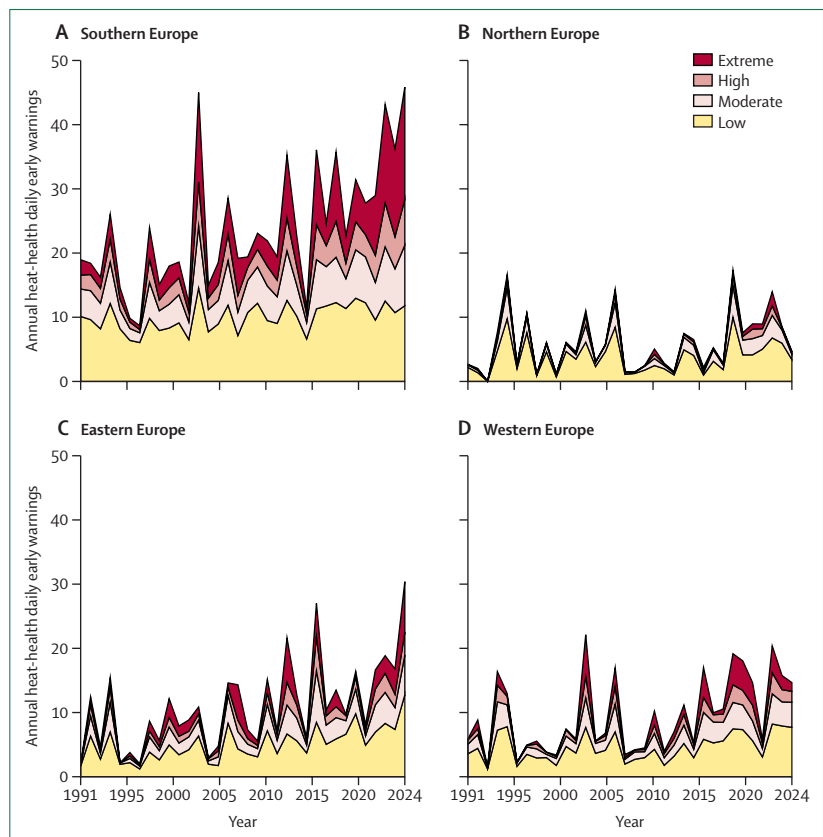 A Southern Europe
B Northern Europe
Annual heat-health daily early warnings
50
40
30
20
10
0
Extreme
High
Moderate
Low
C Eastern Europe
D Western Europe
Annual heat-health daily early warnings
50
40
30
20
10
0
1991 1995 2000 2005 2010 2015 2020 2024
1991 1995 2000 2005 2010 2015 2020 2024
Year
Year